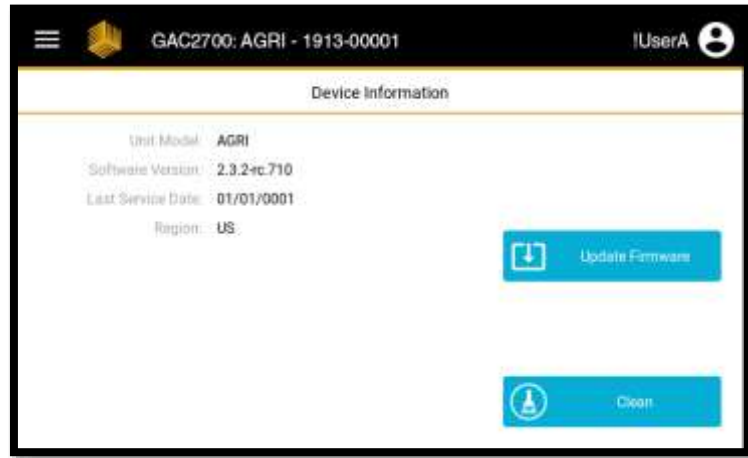 GAC2700: AGRI - 1913-00001 !UserA
Device Information
Unit Model: AGRI
Software Version: 2.3.2-rc.710
Last Service Date: 01/01/0001
Region: US
Update Firmware
Clean